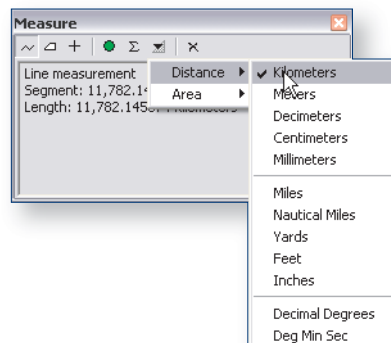 Measure
Σ
Line measurement
Segment: 11,782.14
Length: 11,782.145
Distance
Area
Kilometers
Meters
Decimeters
Centimeters
Millimeters
Miles
Nautical Miles
Yards
Feet
Inches
Decimal Degrees
Deg Min Sec